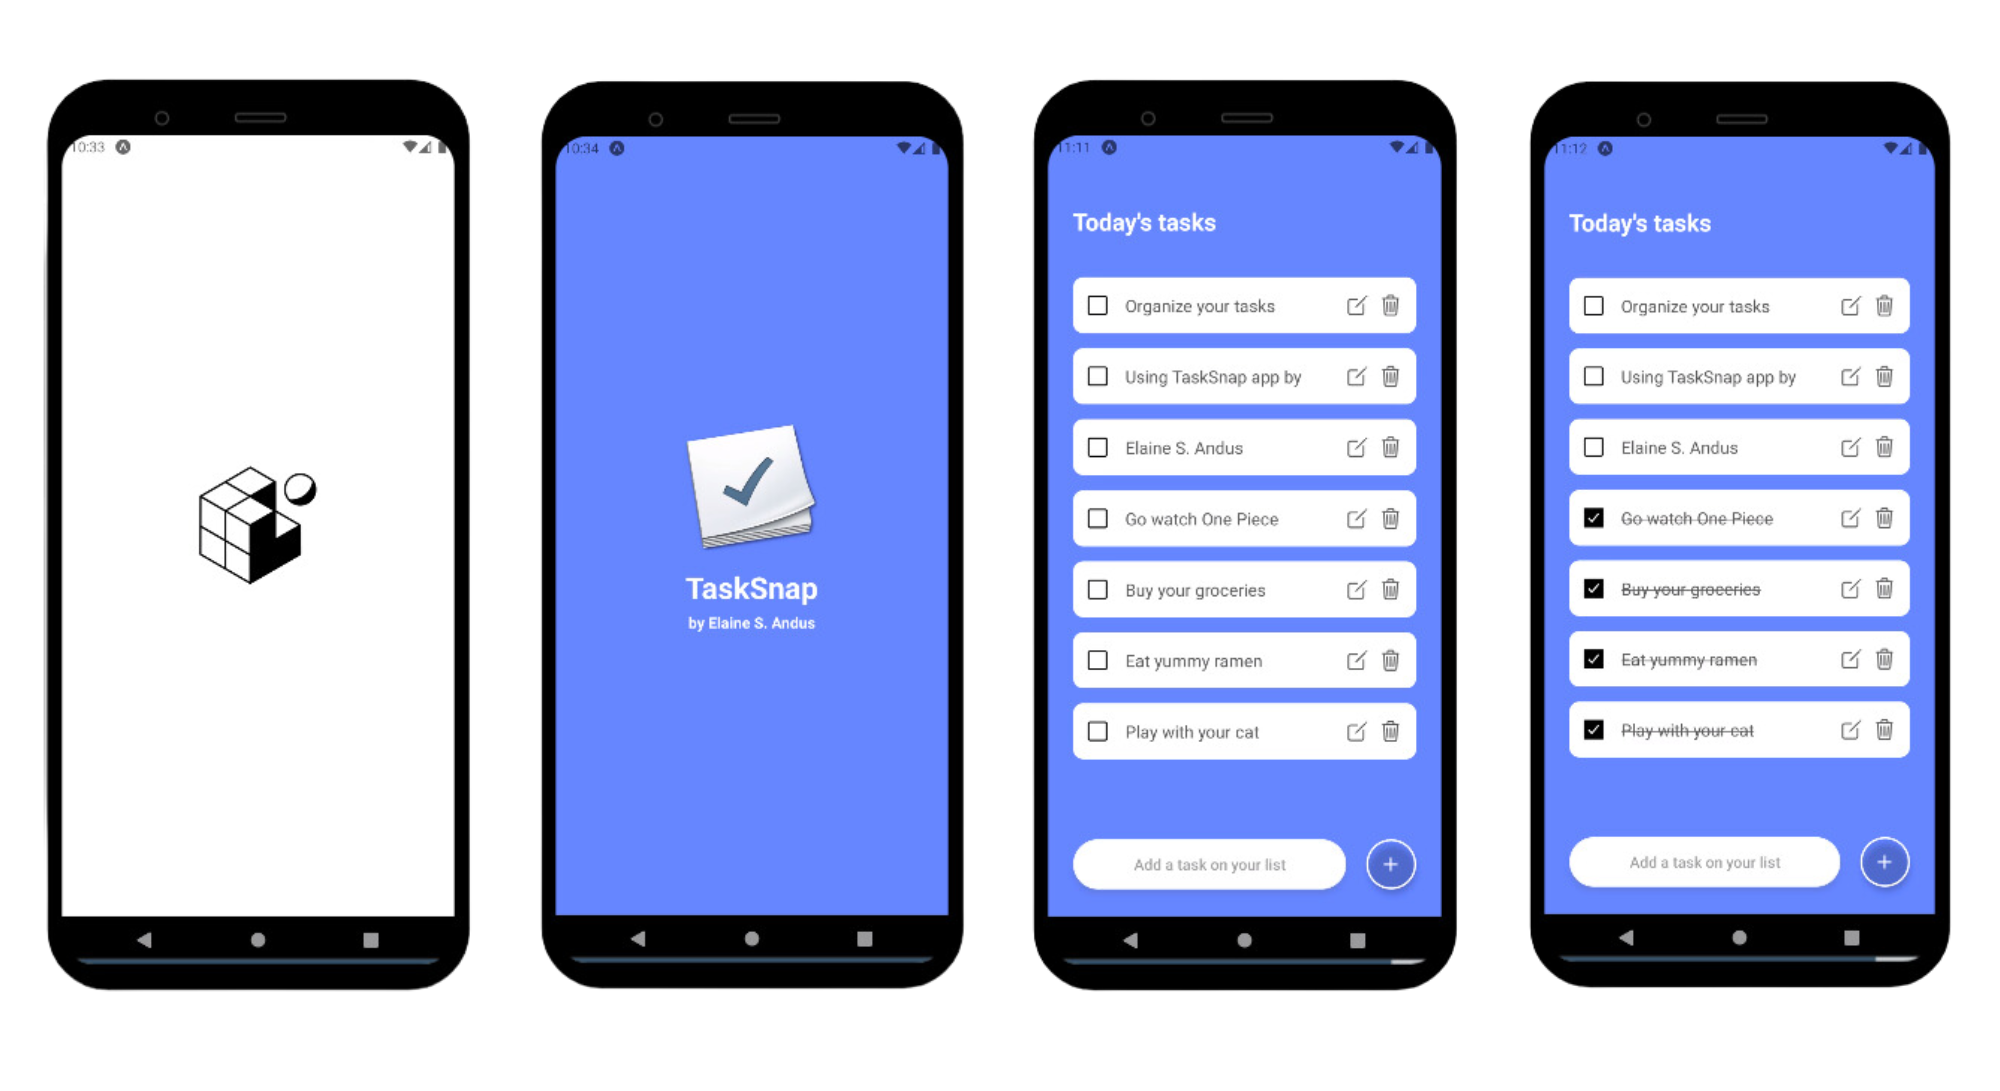 10:33
10:34
TaskSnap
by Elaine S. Andus
11:11
Today's tasks
Organize your tasks
Using TaskSnap app by
Elaine S. Andus
Go watch One Piece
Buy your groceries
Eat yummy ramen
Play with your cat
Add a task on your list
+
11:12
Today's tasks
Organize your tasks
Using TaskSnap app by
Elaine S. Andus
Go watch One Piece
Buy your groceries
Eat yummy ramen
Play with your cat
Add a task on your list
+